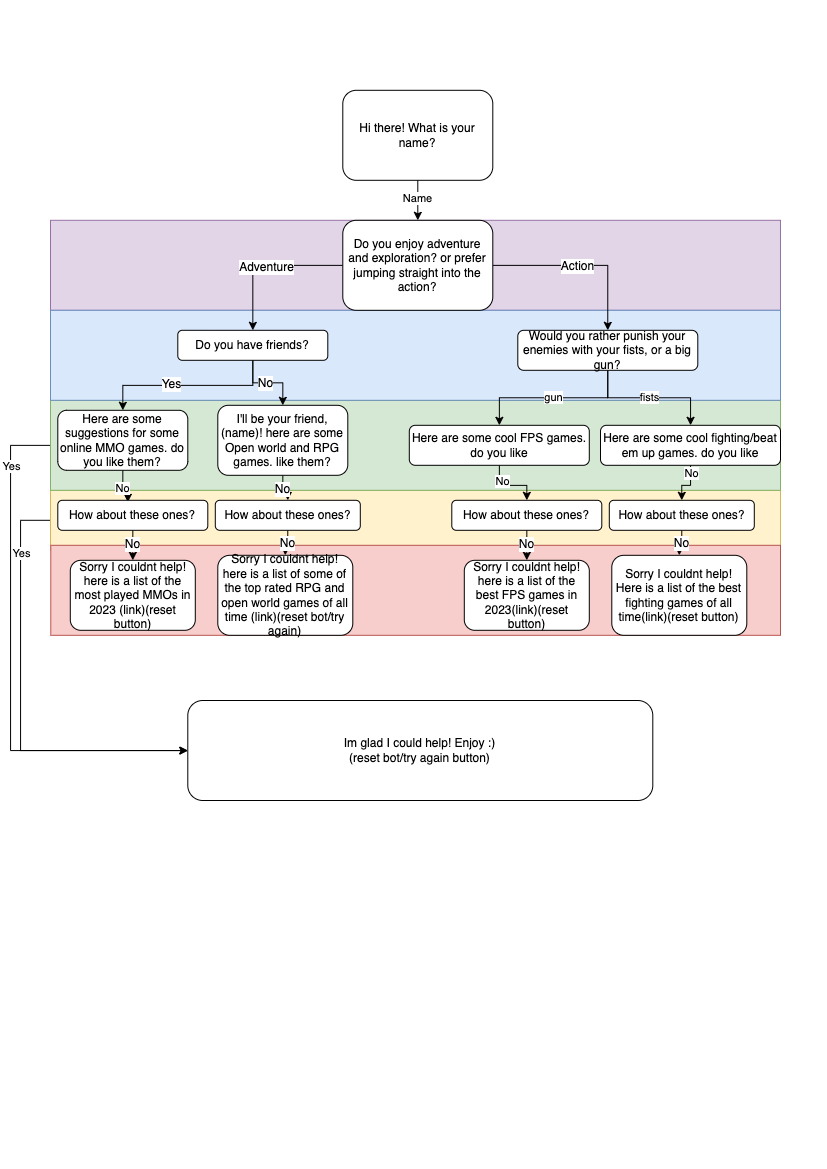 Hi there! What is your
name?
Name
Do you enjoy adventure
and exploration? or prefer
jumping straight into the
action?
Adventure
Action
Do you have friends?
Would you rather punish your
enemies with your fists, or a big
gun?
Yes
No
gun
fists
Here are some
suggestions for some
online MMO games. do
you like them?
I'll be your friend,
(name)! here are some
Open world and RPG
games. like them?
Here are some cool FPS games.
do you like
Here are some cool fighting/beat
em up games. do you like
Yes
No
No
No
No
How about these ones?
How about these ones?
How about these ones?
How about these ones?
Yes
No
No
No
No
Sorry I couldnt help!
here is a list of the
most played MMOs in
2023 (link)(reset
button)
Sorry I couldnt help!
here is a list of some of
the top rated RPG and
open world games of all
time (link)(reset bot/try
again)
Sorry I couldnt help!
here is a list of the
best FPS games in
2023(link)(reset
button)
Sorry I couldnt help!
Here is a list of the best
fighting games of all
time(link)(reset button)
Im glad I could help! Enjoy :)
(reset bot/try again button)